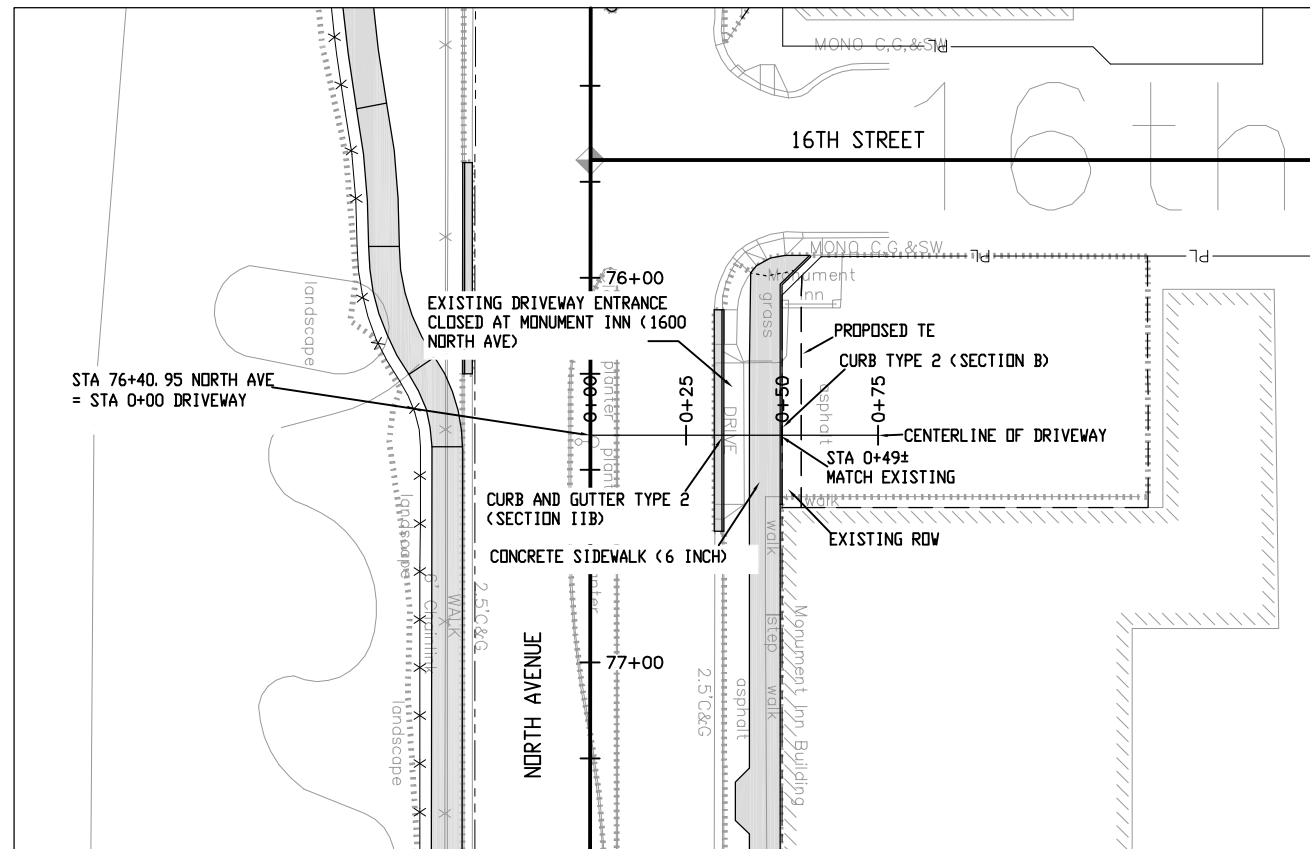 MONO C,C,&SW
PL
16th
16TH STREET
MONO C,G,&SW
PL
PL
Monument
Inn
landscape
76+00
grass
EXISTING DRIVEWAY ENTRANCE
CLOSED AT MONUMENT INN (1600
NORTH AVE)
PROPOSED TE
CURB TYPE 2 (SECTION B)
STA 76+40.95 NORTH AVE
= STA 0+00 DRIVEWAY
0+00
0+25
0+50
0+75
planter
plant
DRIVE
asphalt
CENTERLINE OF DRIVEWAY
STA 0+49±
MATCH EXISTING
CURB AND GUTTER TYPE 2
(SECTION IIB)
walk
EXISTING ROW
CONCRETE SIDEWALK (6 INCH)
landscape
6' Chainlink
WALK
2.5'C&G
walk
step
walk
Monument Inn Building
NORTH AVENUE
77+00
2.5'C&G
asphalt
landscape